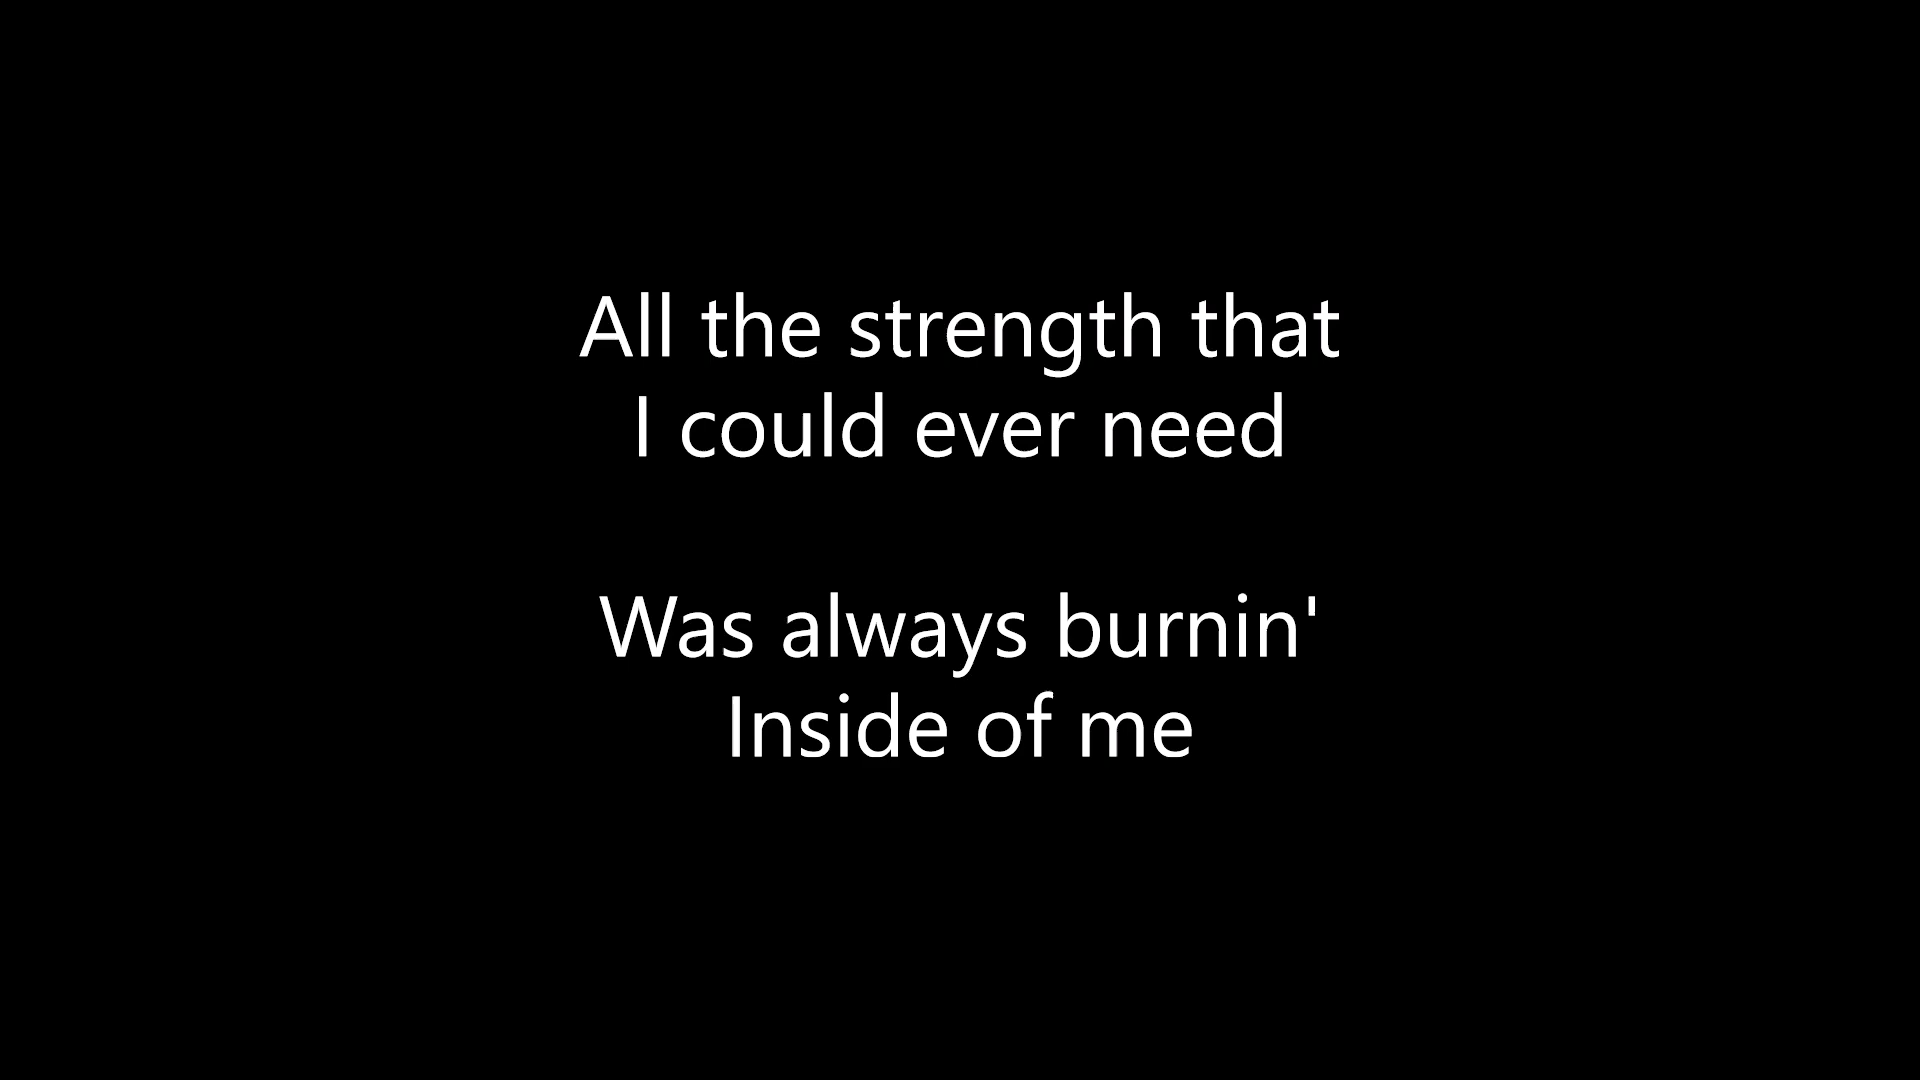 All the strength that
I could ever need
Was always burnin'
Inside of me